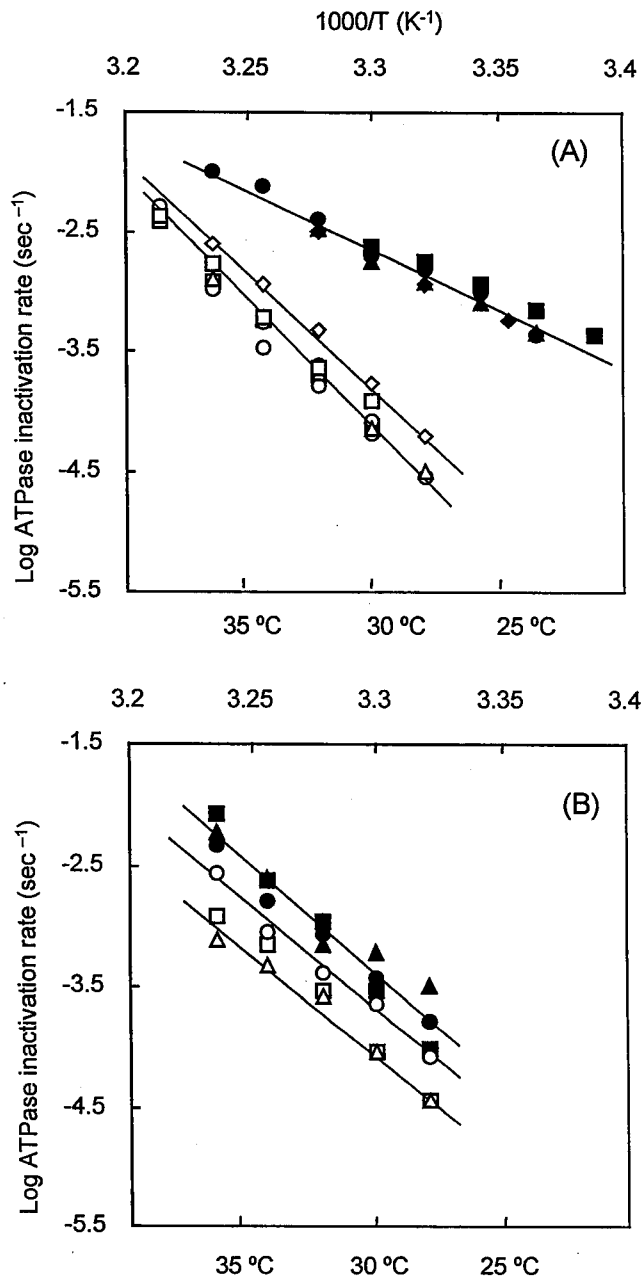 1000/T (K⁻¹)
3.2 3.25 3.3 3.35 3.4
(A)
Log ATPase inactivation rate (sec ⁻¹)
-1.5
-2.5
-3.5
-4.5
-5.5
35 ºC 30 ºC 25 ºC
3.2 3.25 3.3 3.35 3.4
(B)
Log ATPase inactivation rate (sec ⁻¹)
-1.5
-2.5
-3.5
-4.5
-5.5
35 ºC 30 ºC 25 ºC